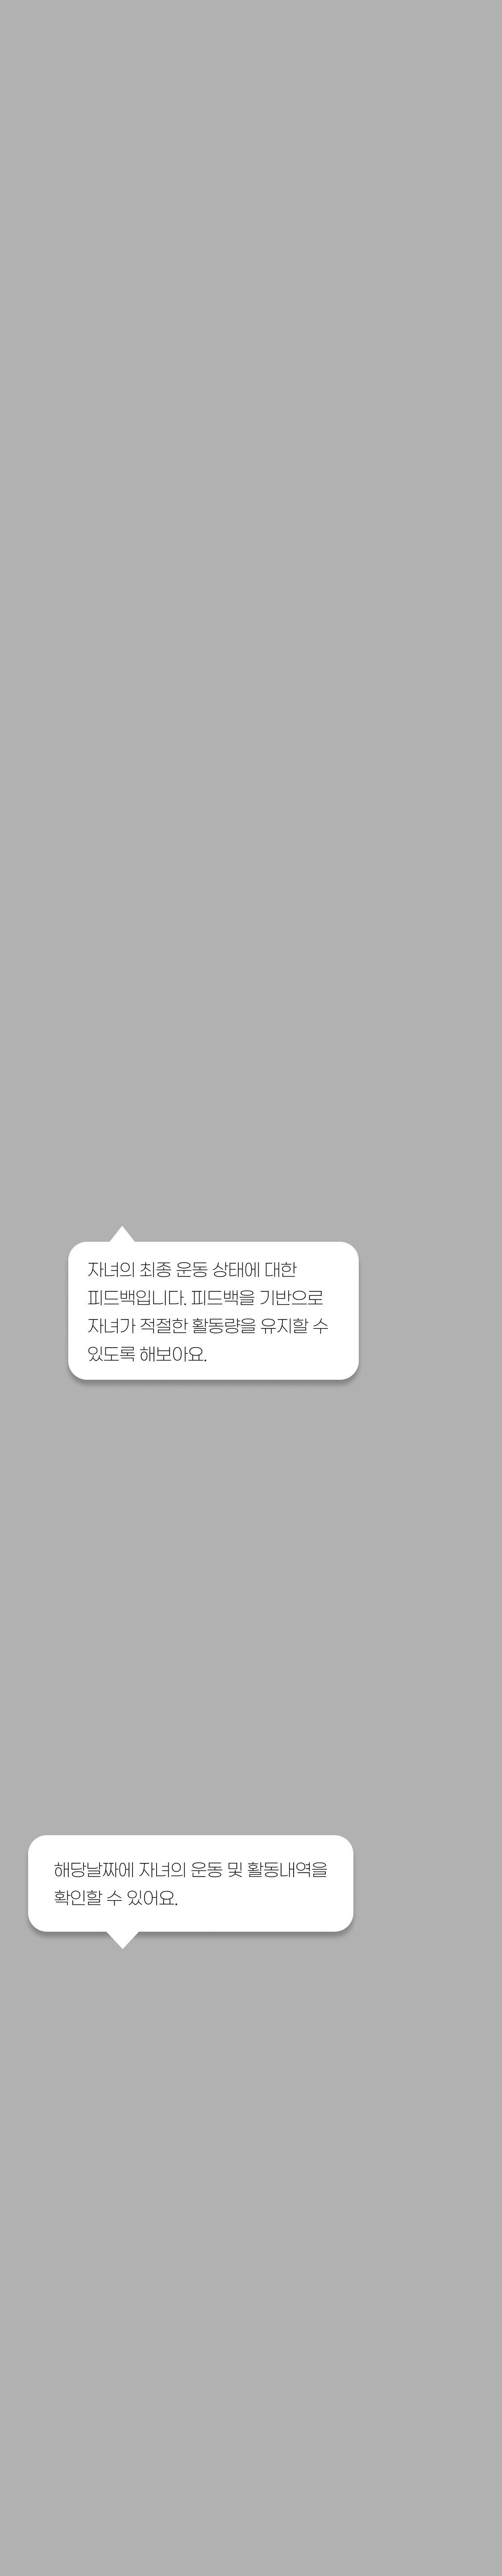 자녀의 최종 운동 상태에 대한
피드백입니다. 피드백을 기반으로
자녀가 적절한 활동량을 유지할 수
있도록 해보아요.
해당날짜에 자녀의 운동 및 활동내역을
확인할 수 있어요.